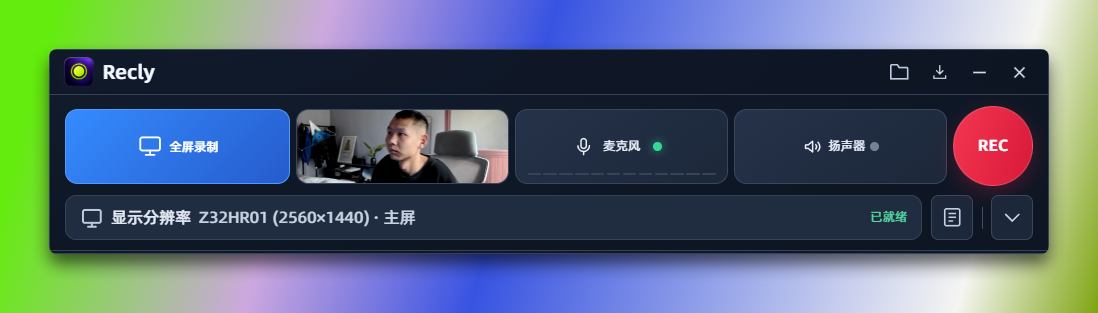 Recly
全屏录制
麦克风
扬声器
REC
显示分辨率 Z32HR01 (2560×1440) · 主屏
已就绪